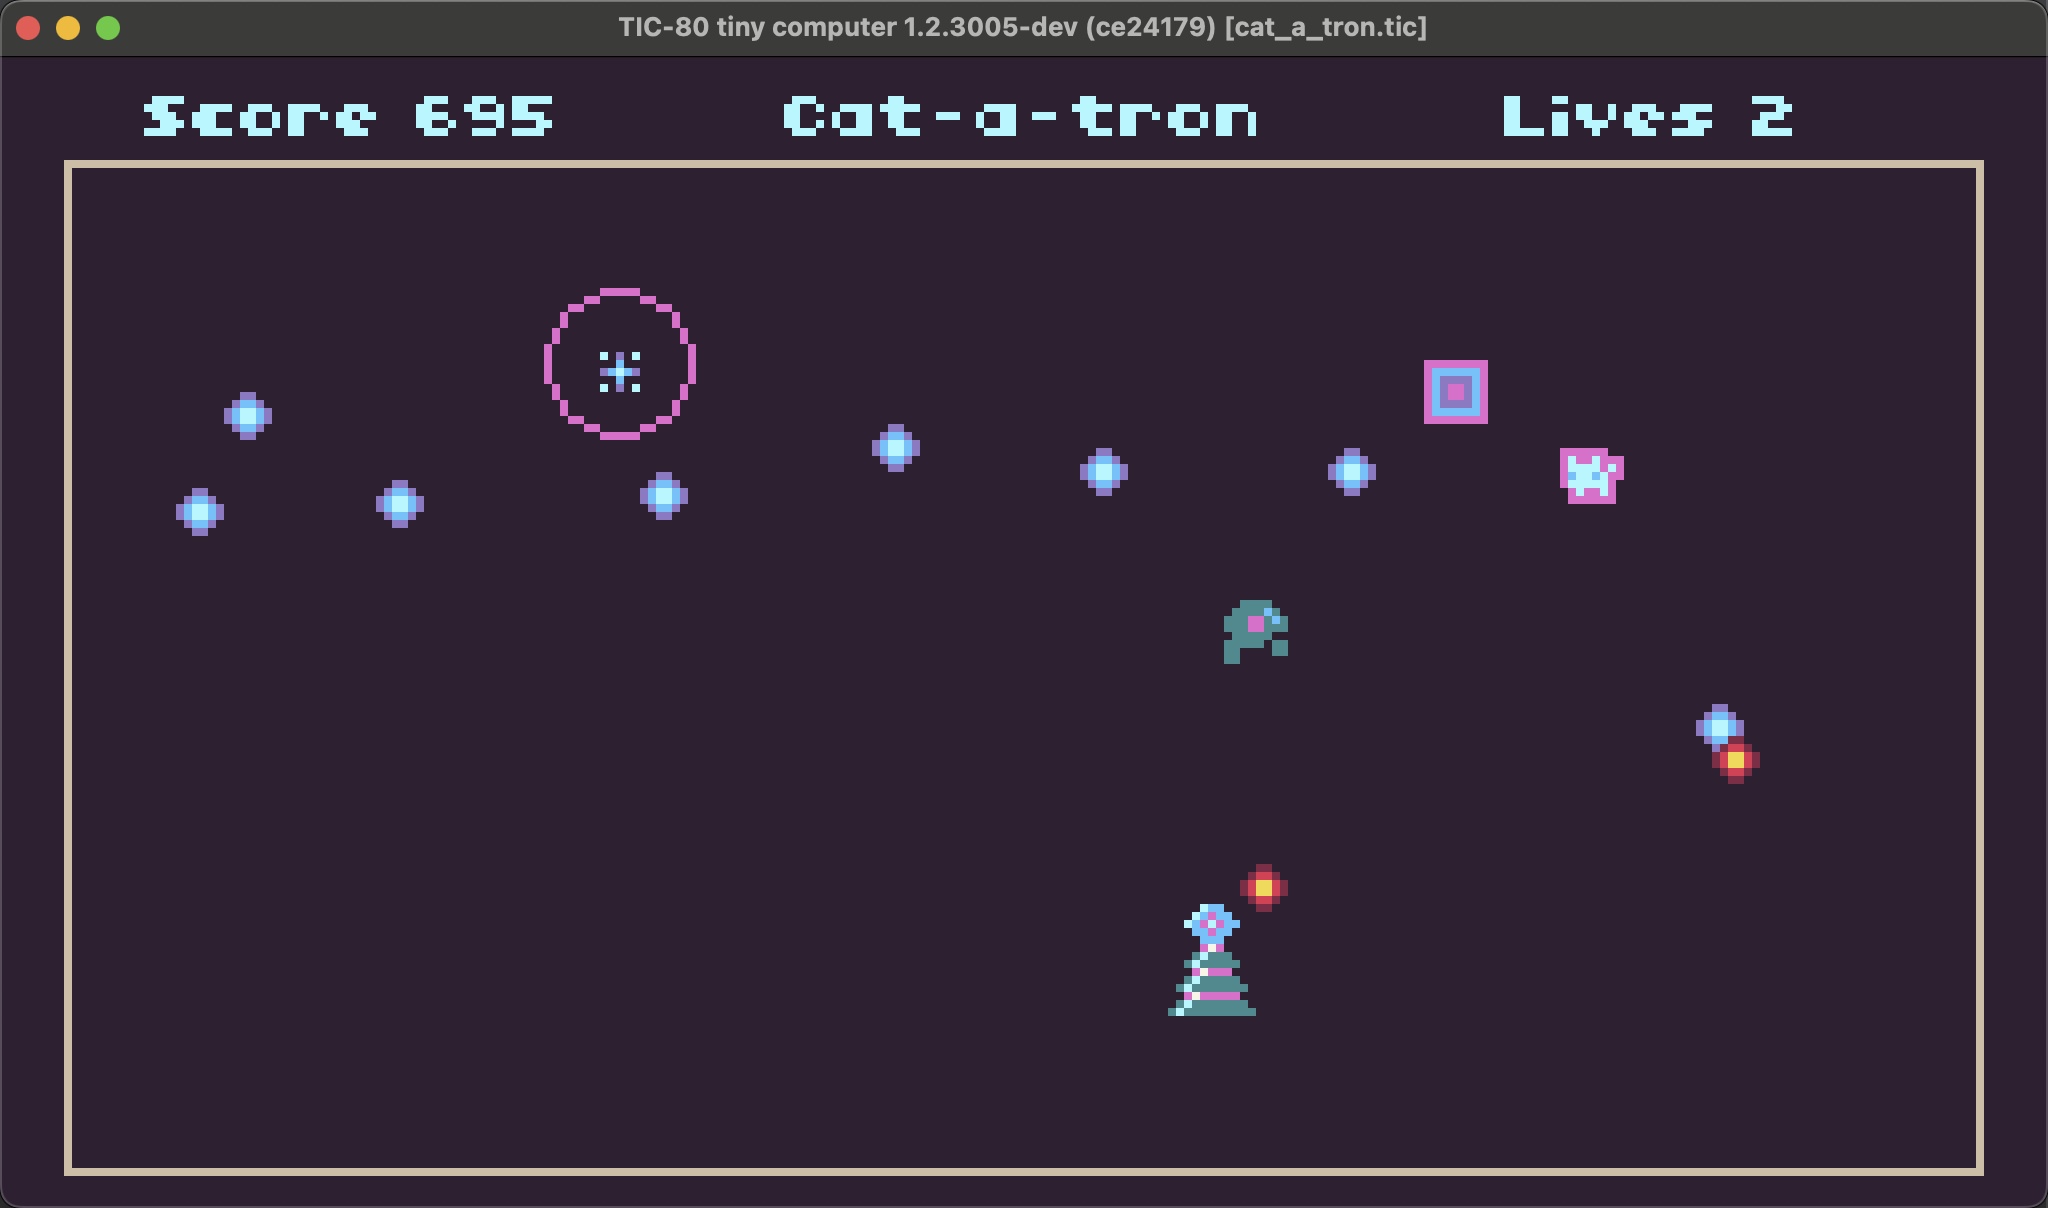 TIC-80 tiny computer 1.2.3005-dev (ce24179) [cat_a_tron.tic]
Score 695 Cat-a-tron Lives 2